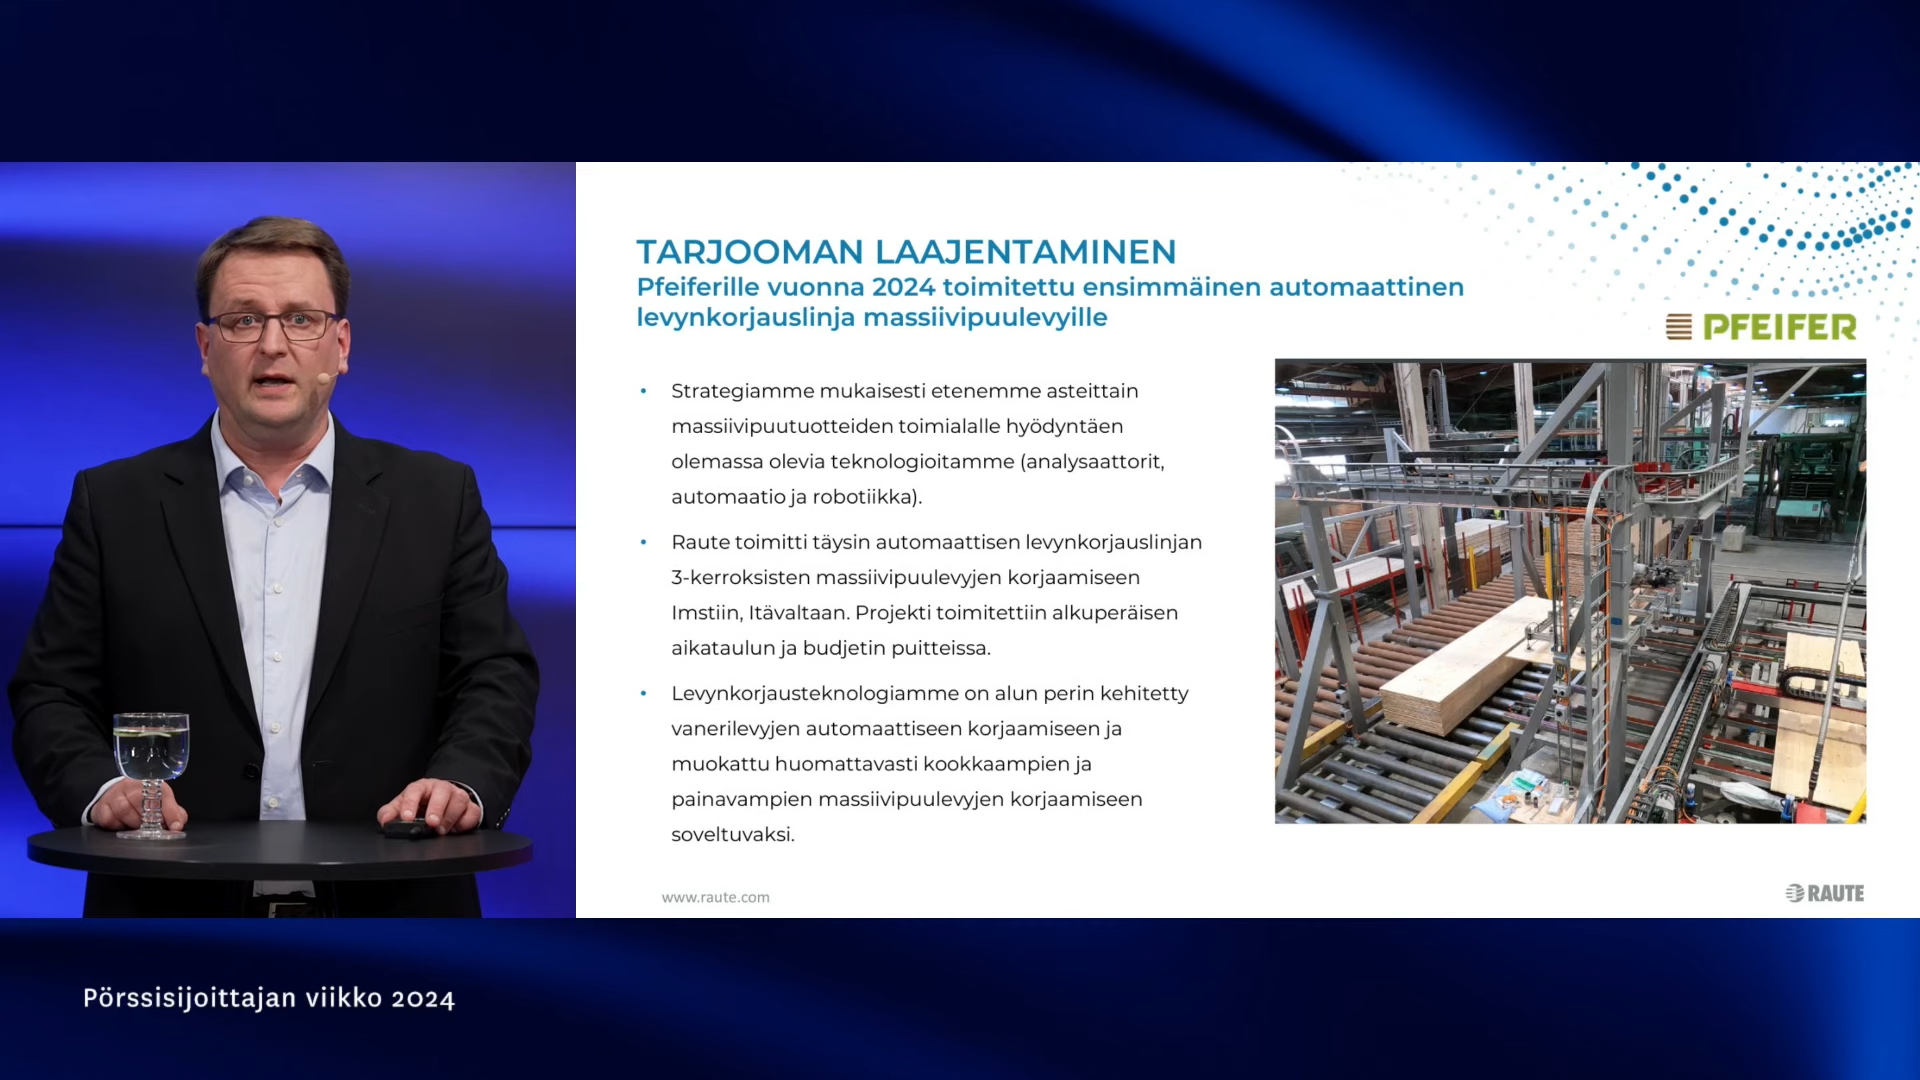 TARJOOMAN LAAJENTAMINEN
Pfeiferille vuonna 2024 toimitettu ensimmäinen automaattinen
levynkorjauslinja massiivipuulevyille
PFEIFER
• Strategiamme mukaisesti etenemme asteittain
massiivipuutuotteiden toimialalle hyödyntäen
olemassa olevia teknologioitamme (analysaattorit,
automaatio ja robotiikka).
• Raute toimitti täysin automaattisen levynkorjauslinjan
3-kerroksisten massiivipuulevyjen korjaamiseen
Imstiin, Itävaltaan. Projekti toimitettiin alkuperäisen
aikataulun ja budjetin puitteissa.
• Levynkorjausteknologiamme on alun perin kehitetty
vanerilevyjen automaattiseen korjaamiseen ja
muokattu huomattavasti kookkaampien ja
painavampien massiivipuulevyjen korjaamiseen
soveltuvaksi.
www.raute.com
RAUTE
Pörssisijoittajan viikko 2024